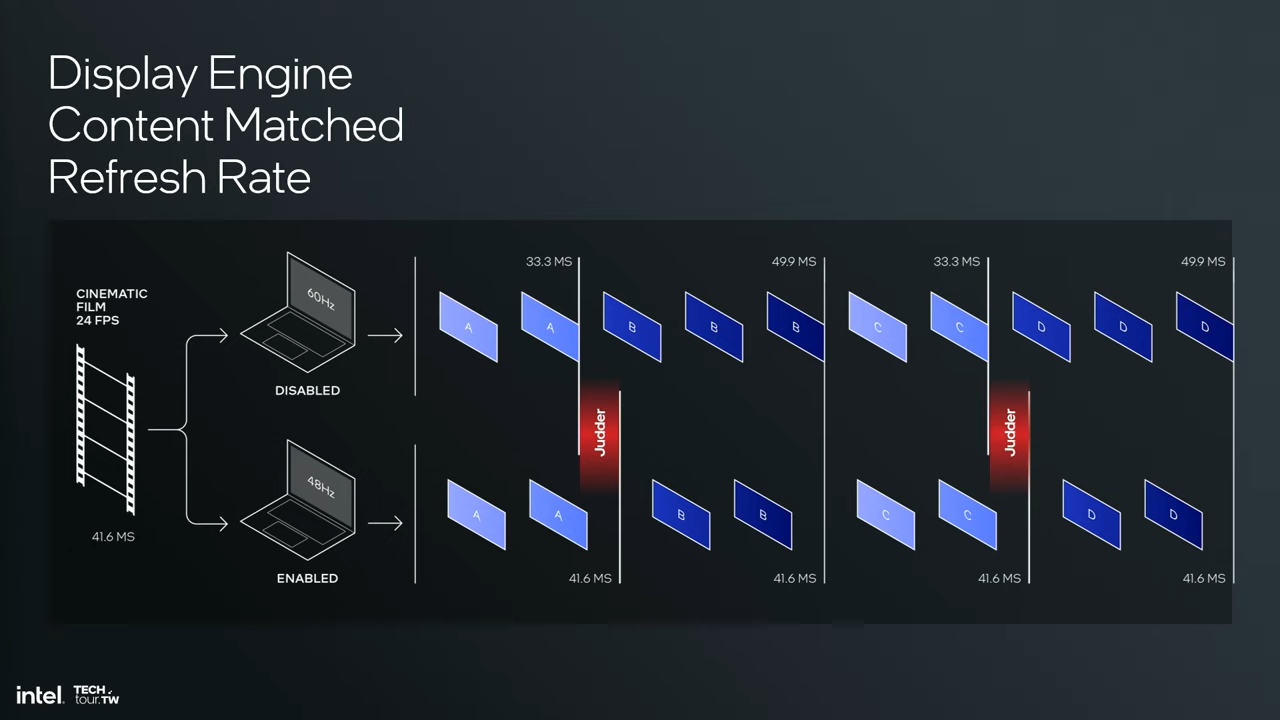 Display Engine
Content Matched
Refresh Rate
CINEMATIC
FILM
24 FPS
41.6 MS
60Hz
DISABLED
33.3 MS
49.9 MS
33.3 MS
49.9 MS
A A B B B C C D D D
Judder
Judder
48Hz
ENABLED
A A B B C C D D
41.6 MS
41.6 MS
41.6 MS
41.6 MS
intel.
TECH
tour.TW